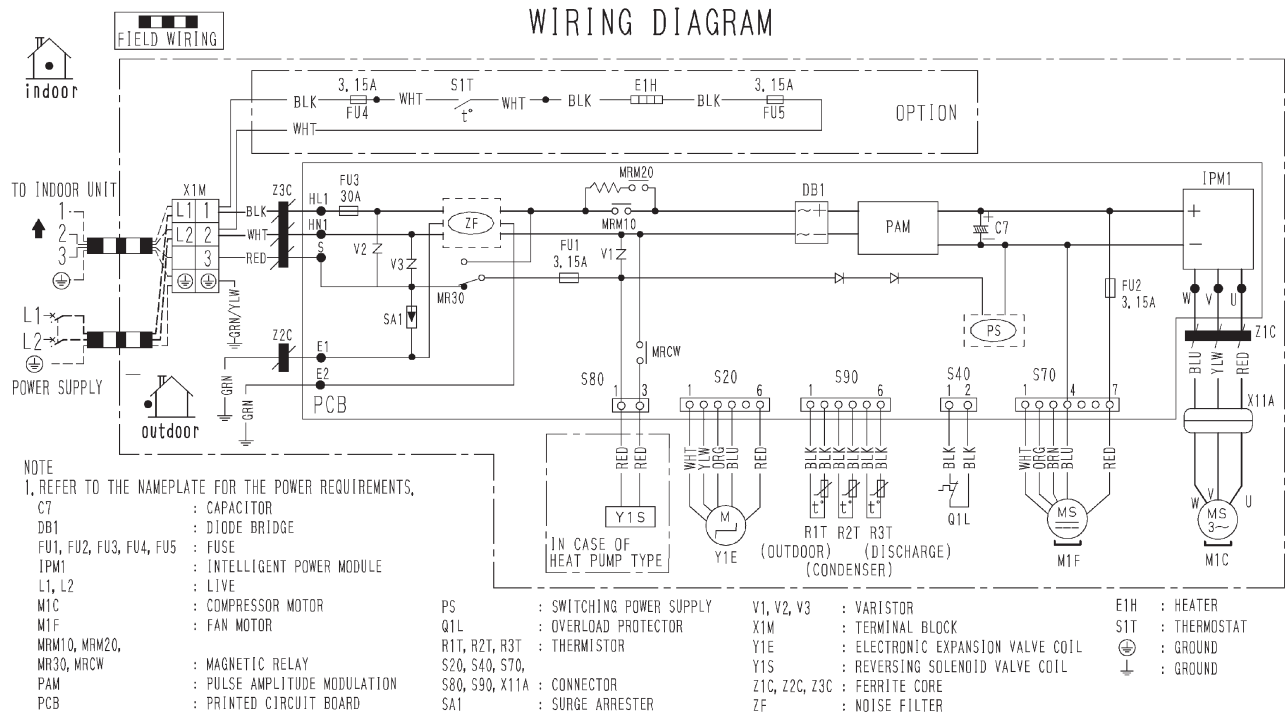 WIRING DIAGRAM
FIELD WIRING
indoor
3.15A S1T E1H 3.15A
BLK WHT WHT BLK BLK
FU4 t° FU5
WHT
OPTION
TO INDOOR UNIT
1
2
3
X1M
L1 1
L2 2
3
Z3C
BLK
WHT
RED
GRN/YLW
HL1
HN1
S
FU3
30A
V2
V3
SA1
ZF
MRM20
MRM10
MR30
FU1
3.15A
V1
DB1
~ +
~ −
PAM
+
−
C7
PS
FU2
3.15A
IPM1
+
−
W V U
Z1C
BLU YLW RED
X11A
W V U
MS
3~
M1C
L1
L2
POWER SUPPLY
outdoor
Z2C
GRN
GRN
E1
E2
PCB
MRCW
S80
1 3
RED RED
Y1S
IN CASE OF
HEAT PUMP TYPE
S20
1 6
WHT YLW ORG BLU RED
M
Y1E
S90
1 6
BLK BLK BLK BLK BLK BLK
t° t° t°
R1T R2T R3T
(OUTDOOR) (DISCHARGE)
(CONDENSER)
S40
1 2
BLK BLK
Q1L
S70
1 4 7
WHT ORG BRN BLU RED
MS
M1F
NOTE
1. REFER TO THE NAMEPLATE FOR THE POWER REQUIREMENTS.
C7 : CAPACITOR
DB1 : DIODE BRIDGE
FU1, FU2, FU3, FU4, FU5 : FUSE
IPM1 : INTELLIGENT POWER MODULE
L1, L2 : LIVE
M1C : COMPRESSOR MOTOR
M1F : FAN MOTOR
MRM10, MRM20,
MR30, MRCW : MAGNETIC RELAY
PAM : PULSE AMPLITUDE MODULATION
PCB : PRINTED CIRCUIT BOARD
PS : SWITCHING POWER SUPPLY
Q1L : OVERLOAD PROTECTOR
R1T, R2T, R3T : THERMISTOR
S20, S40, S70,
S80, S90, X11A : CONNECTOR
SA1 : SURGE ARRESTER
V1, V2, V3 : VARISTOR
X1M : TERMINAL BLOCK
Y1E : ELECTRONIC EXPANSION VALVE COIL
Y1S : REVERSING SOLENOID VALVE COIL
Z1C, Z2C, Z3C : FERRITE CORE
ZF : NOISE FILTER
E1H : HEATER
S1T : THERMOSTAT
: GROUND
: GROUND